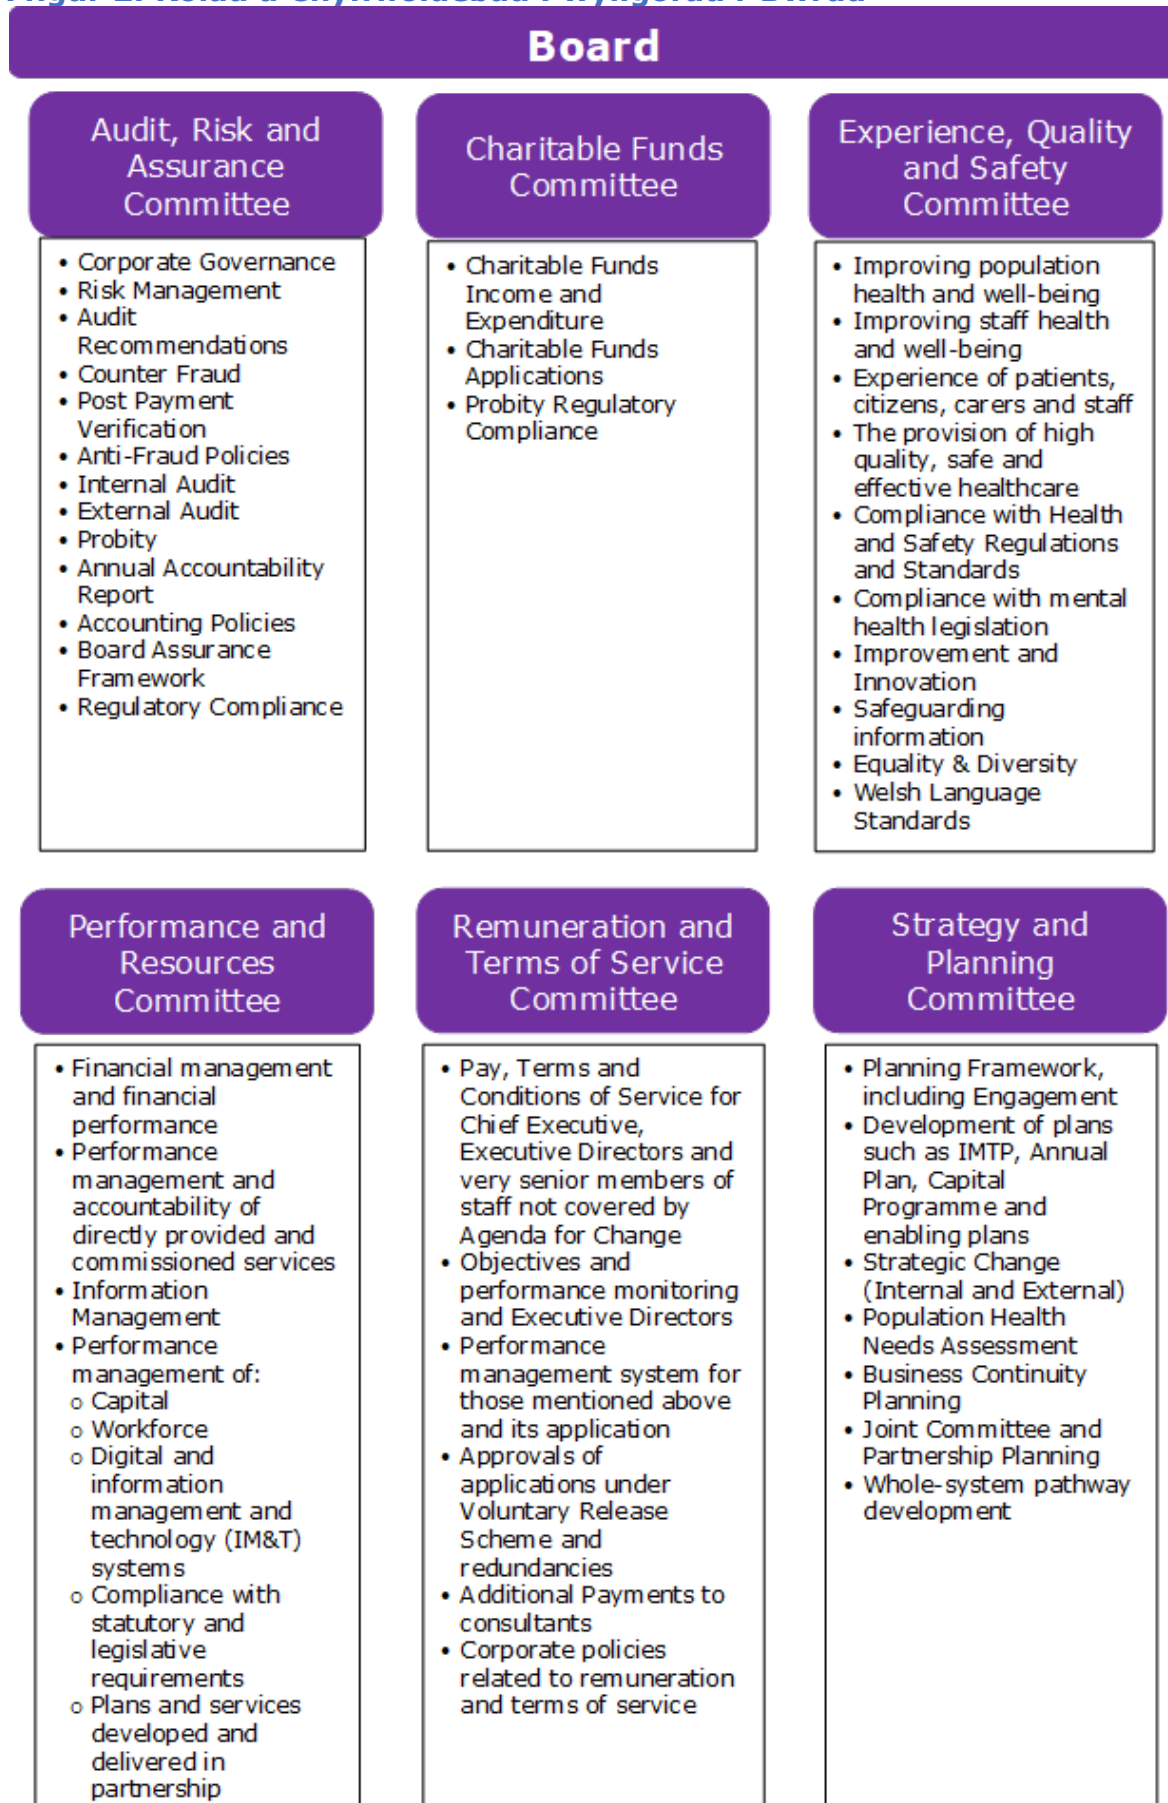 Board
Audit, Risk and
Assurance
Committee
• Corporate Governance
• Risk Management
• Audit
Recommendations
• Counter Fraud
• Post Payment
Verification
• Anti-Fraud Policies
• Internal Audit
• External Audit
• Probity
• Annual Accountability
Report
• Accounting Policies
• Board Assurance
Framework
• Regulatory Compliance
Charitable Funds
Committee
• Charitable Funds
Income and
Expenditure
• Charitable Funds
Applications
• Probity Regulatory
Compliance
Experience, Quality
and Safety
Committee
• Improving population
health and well-being
• Improving staff health
and well-being
• Experience of patients,
citizens, carers and staff
• The provision of high
quality, safe and
effective healthcare
• Compliance with Health
and Safety Regulations
and Standards
• Compliance with mental
health legislation
• Improvement and
Innovation
• Safeguarding
information
• Equality & Diversity
• Welsh Language
Standards
Performance and
Resources
Committee
• Financial management
and financial
performance
• Performance
management and
accountability of
directly provided and
commissioned services
• Information
Management
• Performance
management of:
o Capital
o Workforce
o Digital and
information
management and
technology (IM&T)
systems
o Compliance with
statutory and
legislative
requirements
o Plans and services
developed and
delivered in
partnership
Remuneration and
Terms of Service
Committee
• Pay, Terms and
Conditions of Service for
Chief Executive,
Executive Directors and
very senior members of
staff not covered by
Agenda for Change
• Objectives and
performance monitoring
and Executive Directors
• Performance
management system for
those mentioned above
and its application
• Approvals of
applications under
Voluntary Release
Scheme and
redundancies
• Additional Payments to
consultants
• Corporate policies
related to remuneration
and terms of service
Strategy and
Planning
Committee
• Planning Framework,
including Engagement
• Development of plans
such as IMTP, Annual
Plan, Capital
Programme and
enabling plans
• Strategic Change
(Internal and External)
• Population Health
Needs Assessment
• Business Continuity
Planning
• Joint Committee and
Partnership Planning
• Whole-system pathway
development